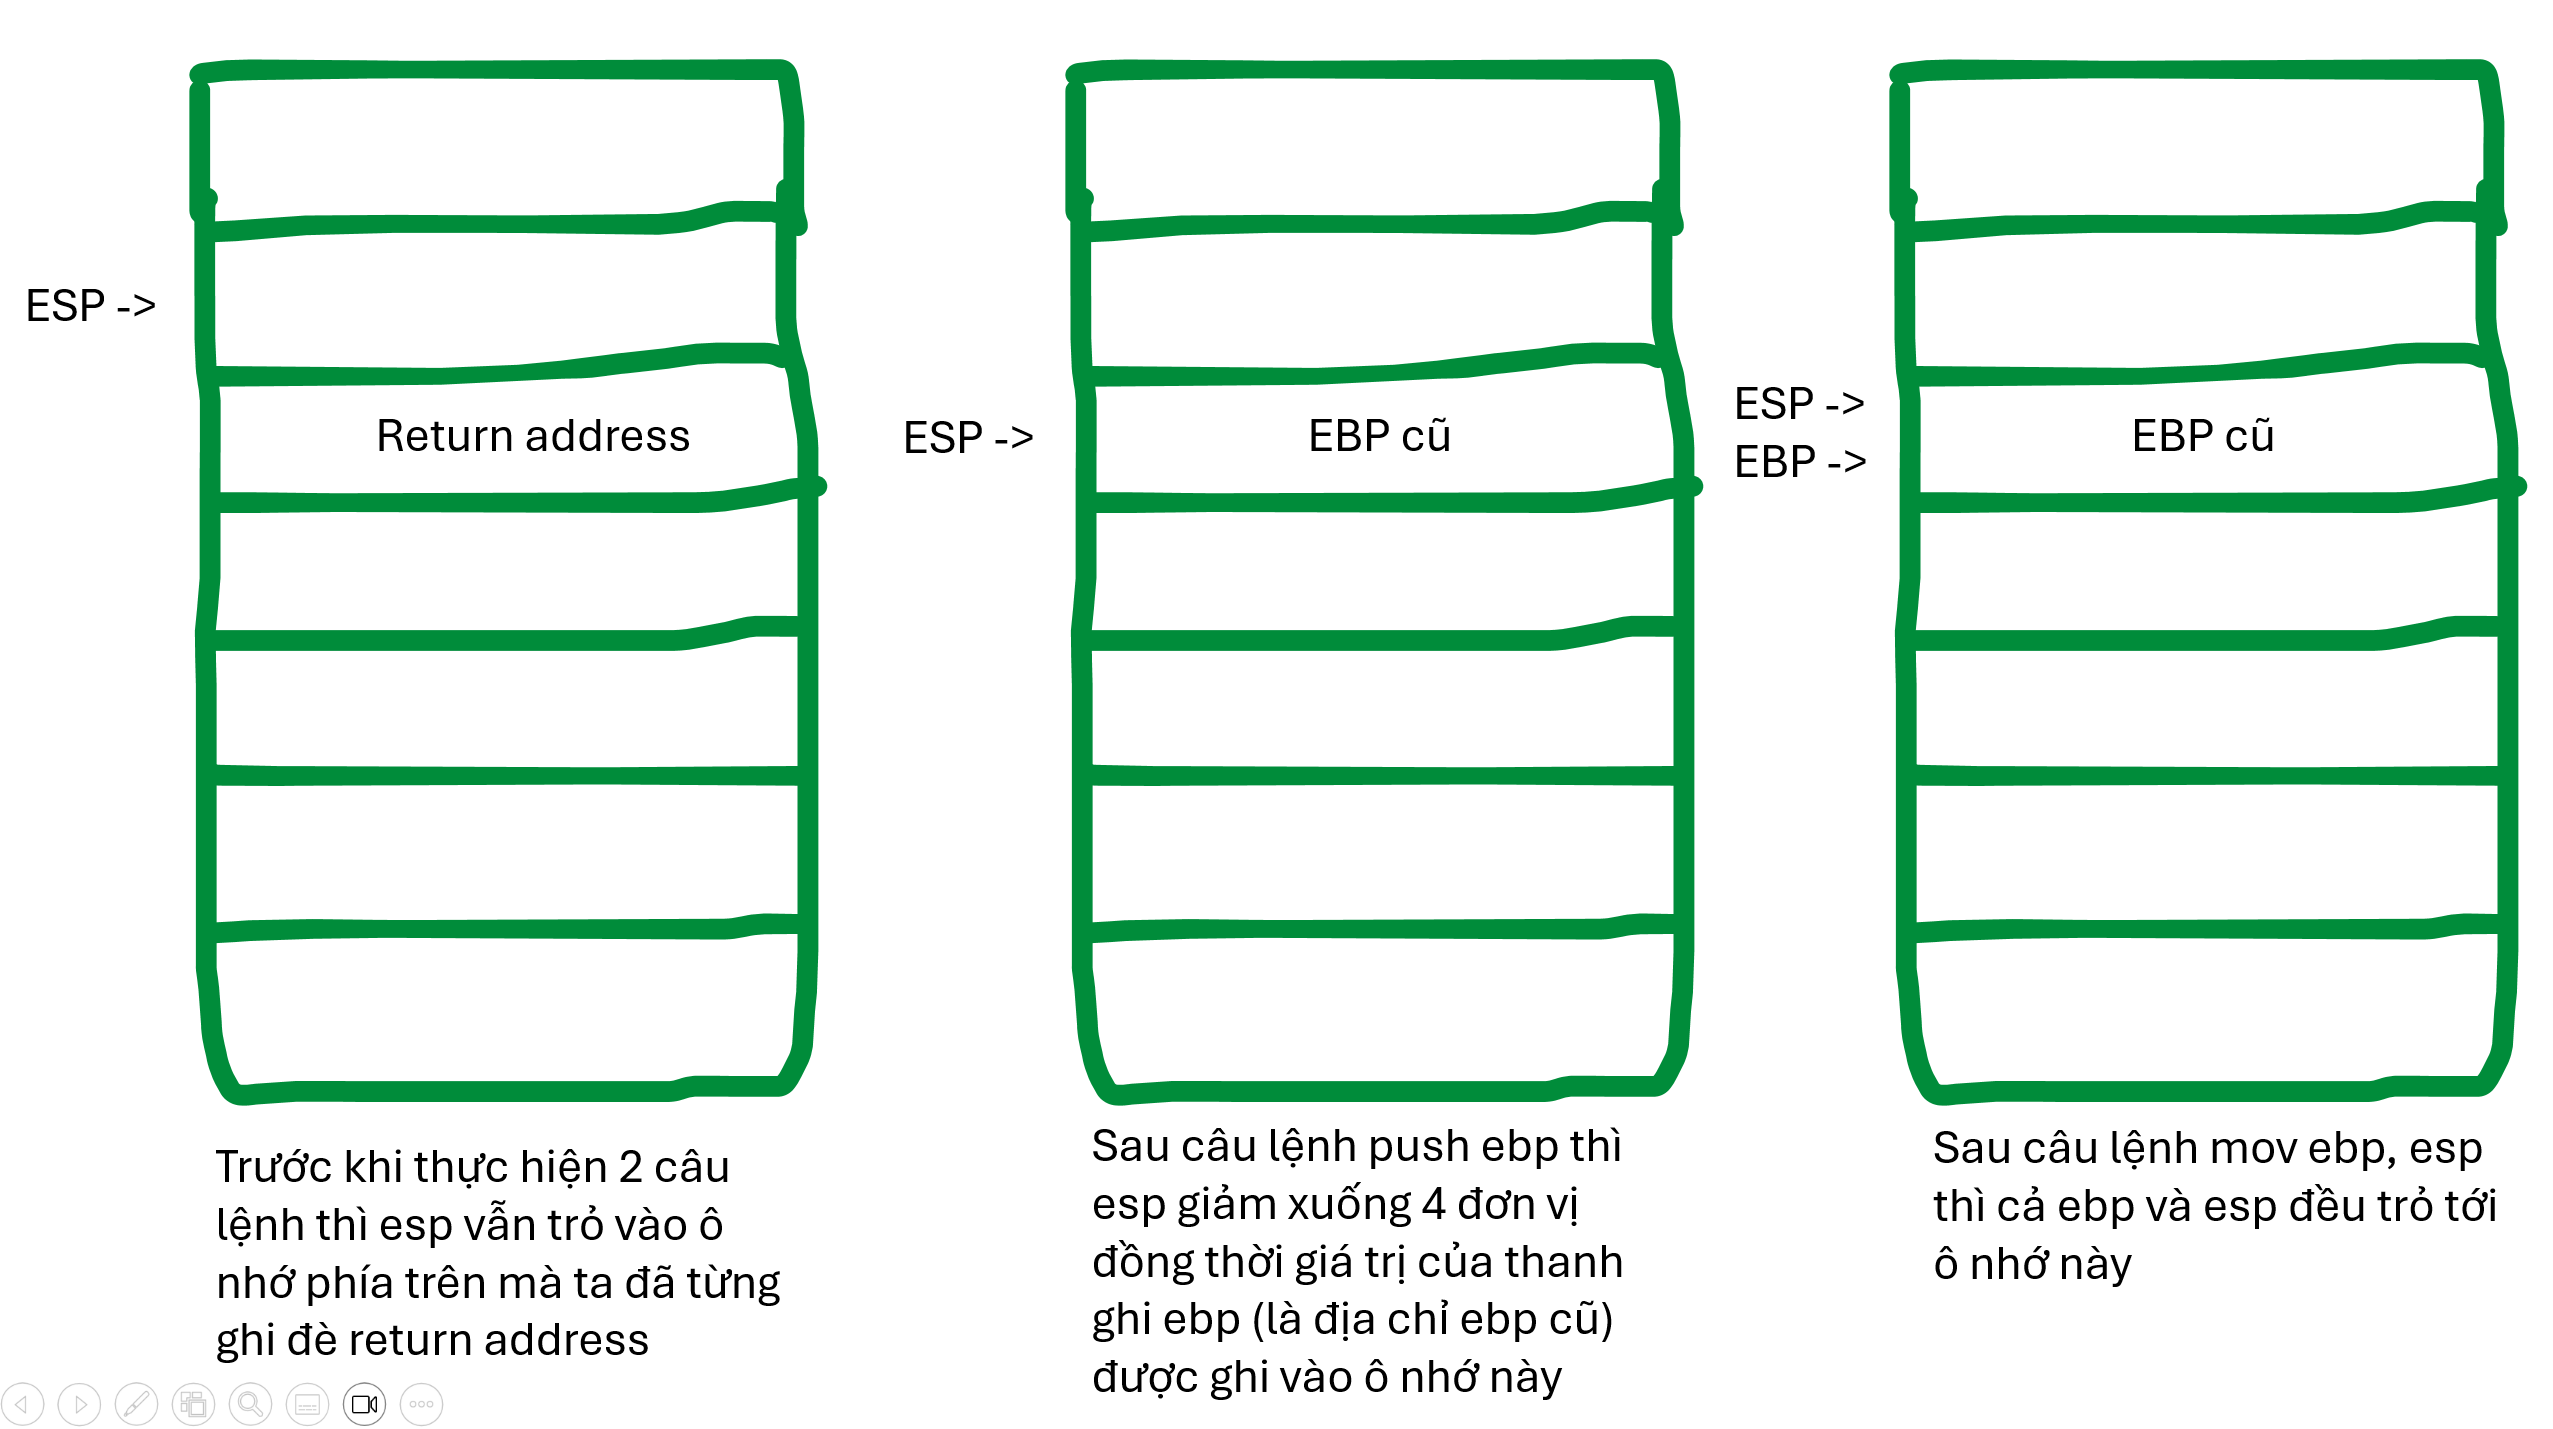 ESP ->
Return address
Trước khi thực hiện 2 câu
lệnh thì esp vẫn trỏ vào ô
nhớ phía trên mà ta đã từng
ghi đè return address
ESP ->
EBP cũ
Sau câu lệnh push ebp thì
esp giảm xuống 4 đơn vị
đồng thời giá trị của thanh
ghi ebp (là địa chỉ ebp cũ)
được ghi vào ô nhớ này
ESP ->
EBP ->
EBP cũ
Sau câu lệnh mov ebp, esp
thì cả ebp và esp đều trỏ tới
ô nhớ này